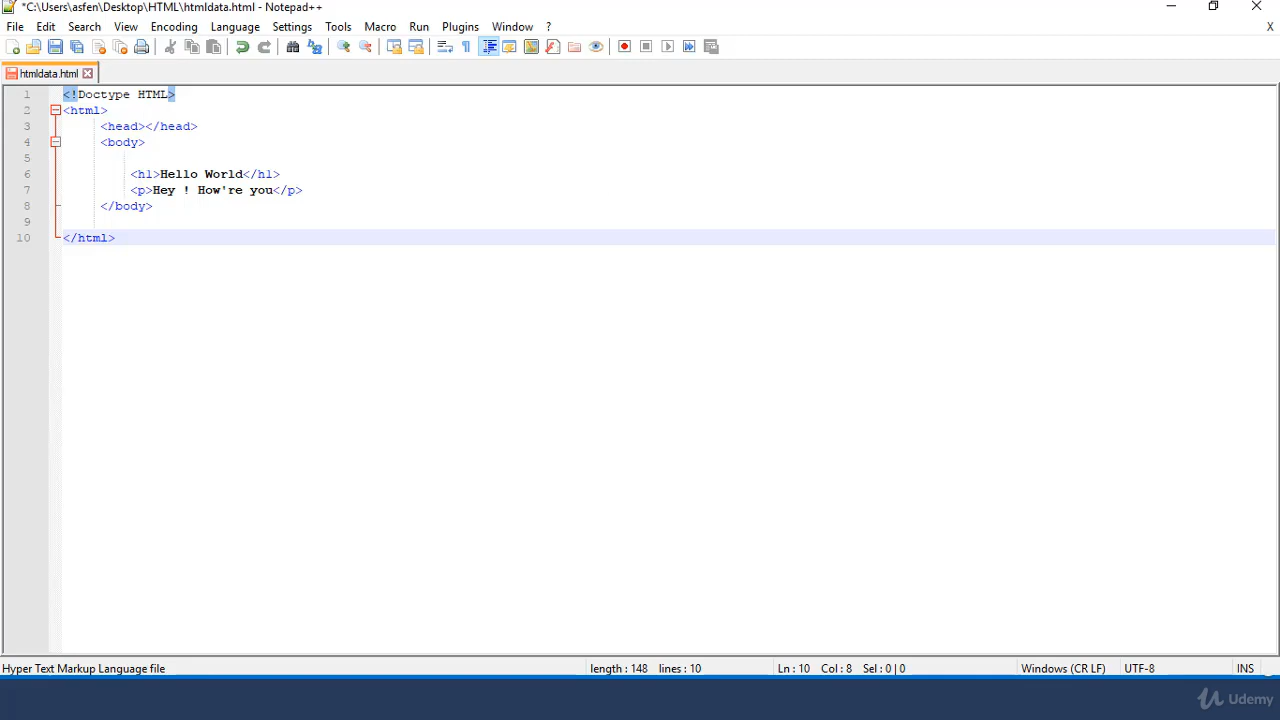 *C:\Users\asfen\Desktop\HTML\htmldata.html - Notepad++
File Edit Search View Encoding Language Settings Tools Macro Run Plugins Window ? X
htmldata.html
1 <!Doctype HTML>
2 <html>
3 <head></head>
4 <body>
5
6 <h1>Hello World</h1>
7 <p>Hey ! How're you</p>
8 </body>
9
10 </html>
Hyper Text Markup Language file length : 148 lines : 10 Ln : 10 Col : 8 Sel : 0 | 0 Windows (CR LF) UTF-8 INS
Udemy